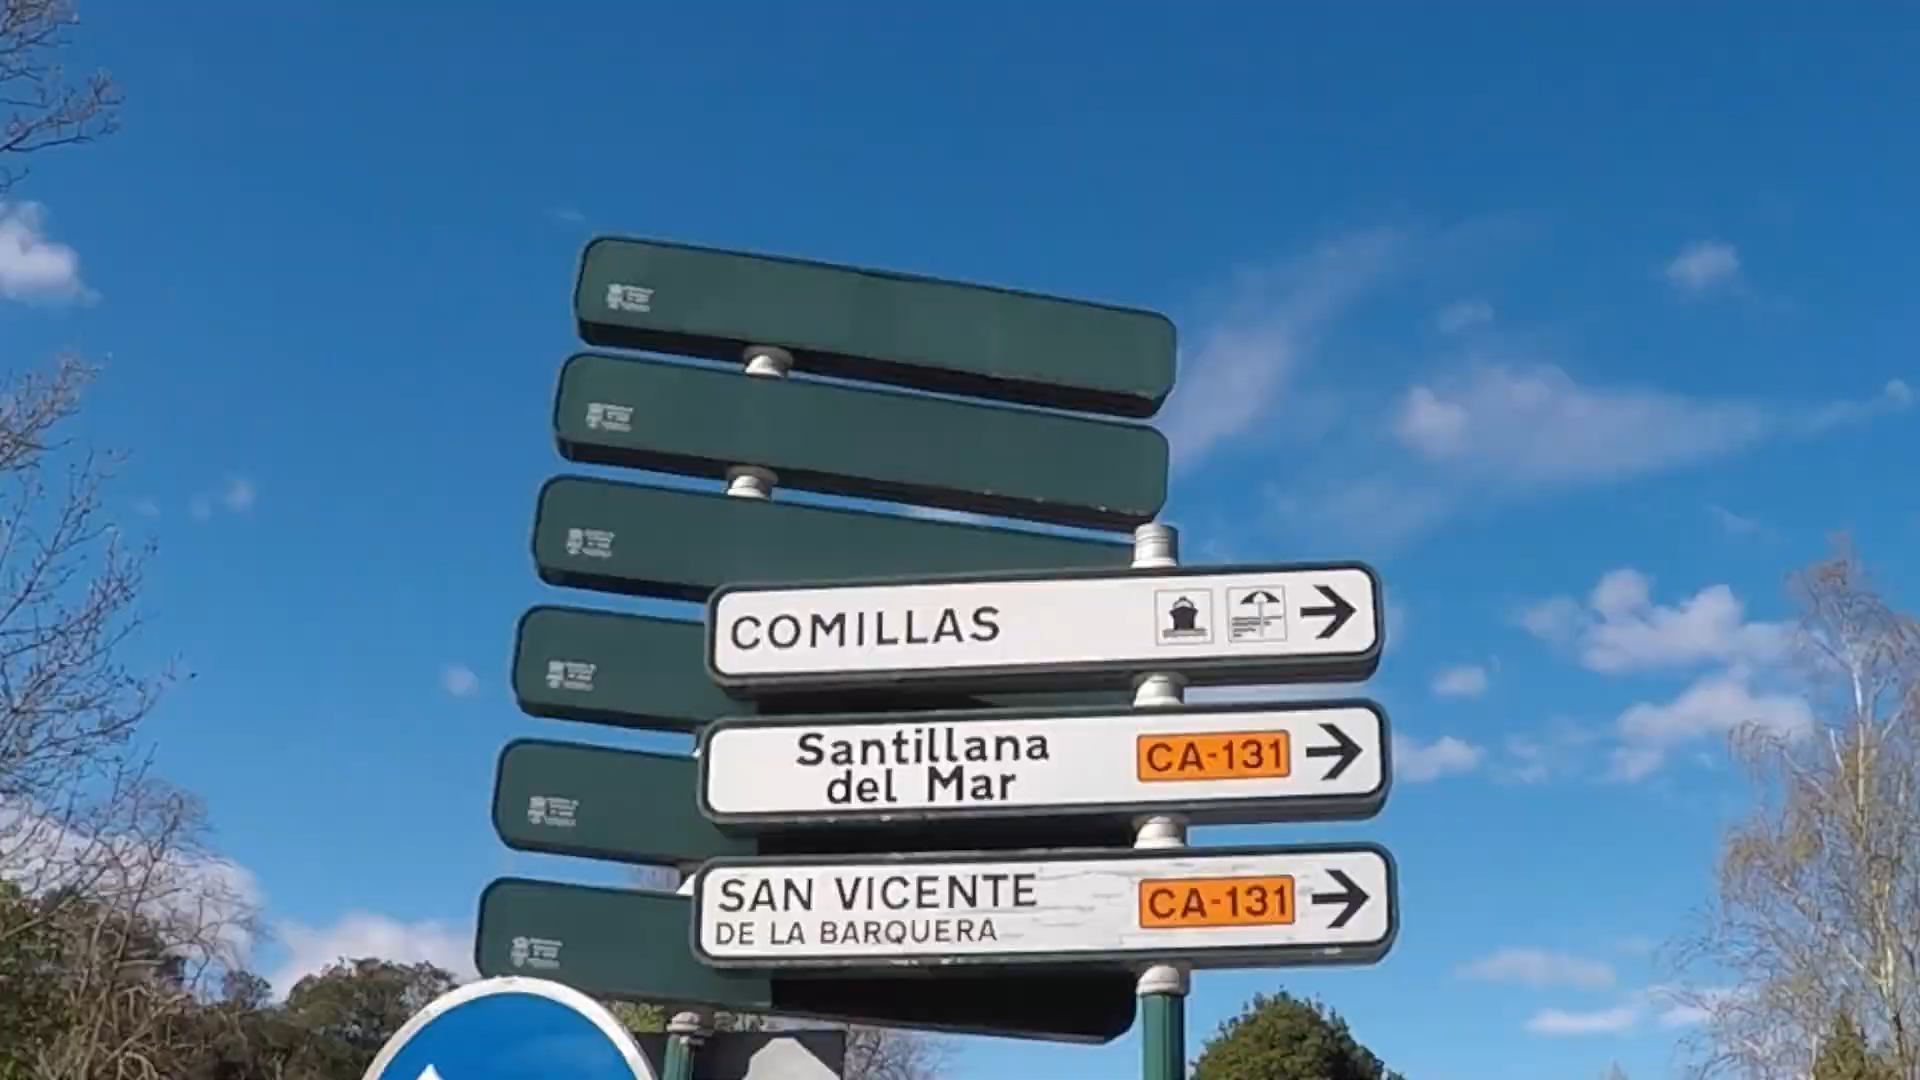 COMILLAS
Santillana
del Mar
CA-131
SAN VICENTE
DE LA BARQUERA
CA-131